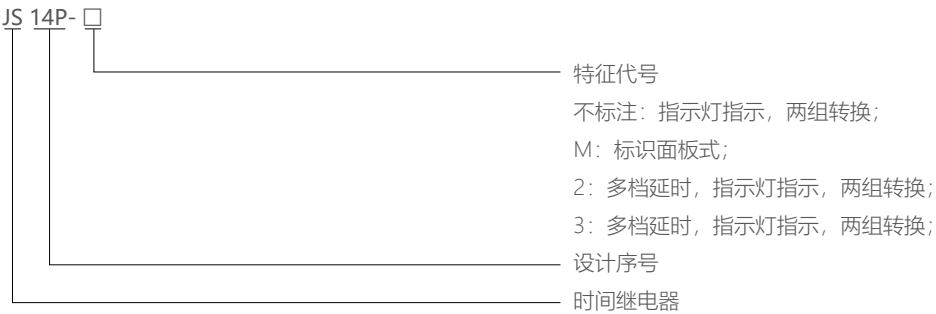 JS 14P-□
特征代号
不标注：指示灯指示，两组转换；
M：标识面板式；
2：多档延时，指示灯指示，两组转换；
3：多档延时，指示灯指示，两组转换；
设计序号
时间继电器